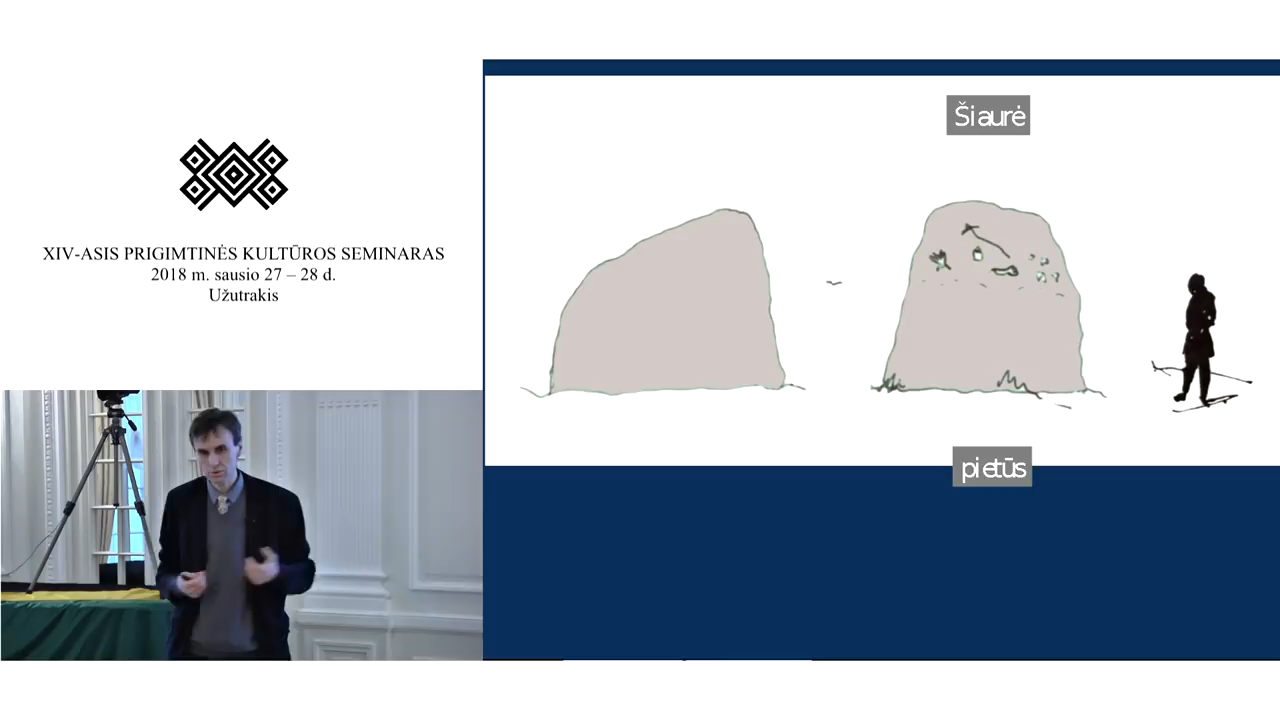 XIV-ASIS PRIGIMTINĖS KULTŪROS SEMINARAS
2018 m. sausio 27 – 28 d.
Užutrakis
Šiaurė
pietūs